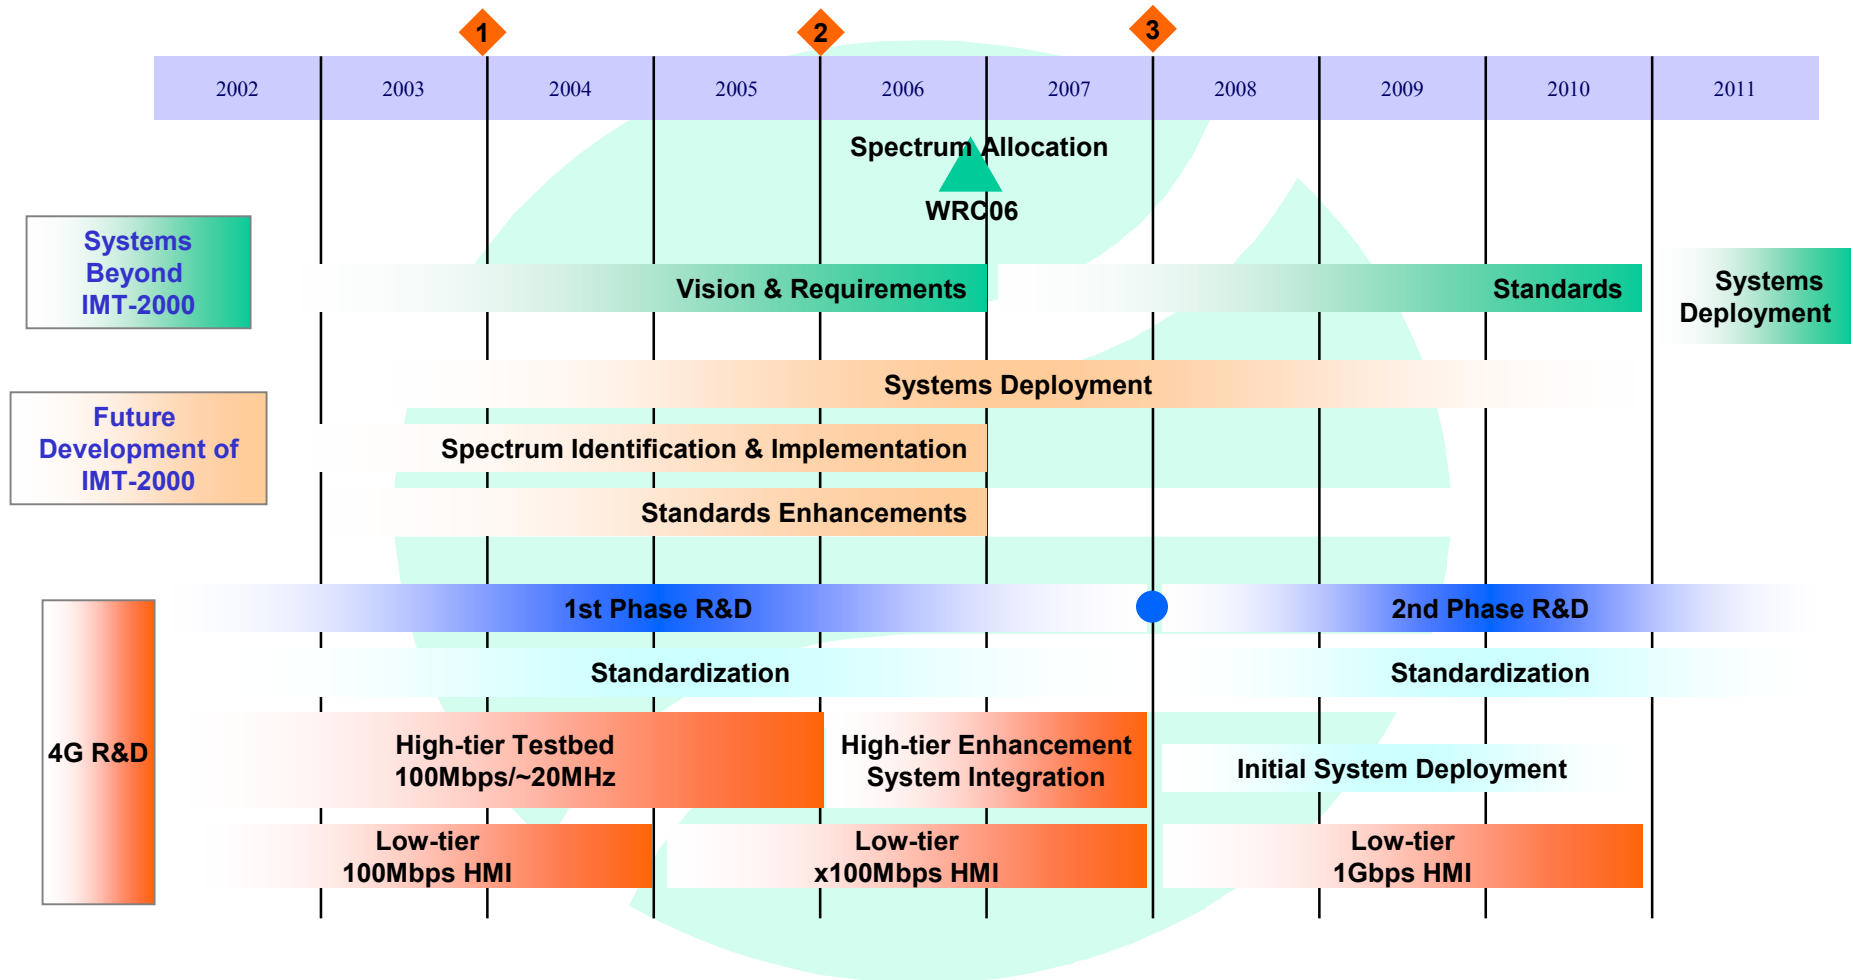 1
2
3
2002
2003
2004
2005
2006
2007
2008
2009
2010
2011
Spectrum Allocation
WRC06
Systems
Beyond
IMT-2000
Vision & Requirements
Standards
Systems
Deployment
Systems Deployment
Future
Development of
IMT-2000
Spectrum Identification & Implementation
Standards Enhancements
1st Phase R&D
2nd Phase R&D
Standardization
Standardization
4G R&D
High-tier Testbed
100Mbps/~20MHz
High-tier Enhancement
System Integration
Initial System Deployment
Low-tier
100Mbps HMI
Low-tier
x100Mbps HMI
Low-tier
1Gbps HMI